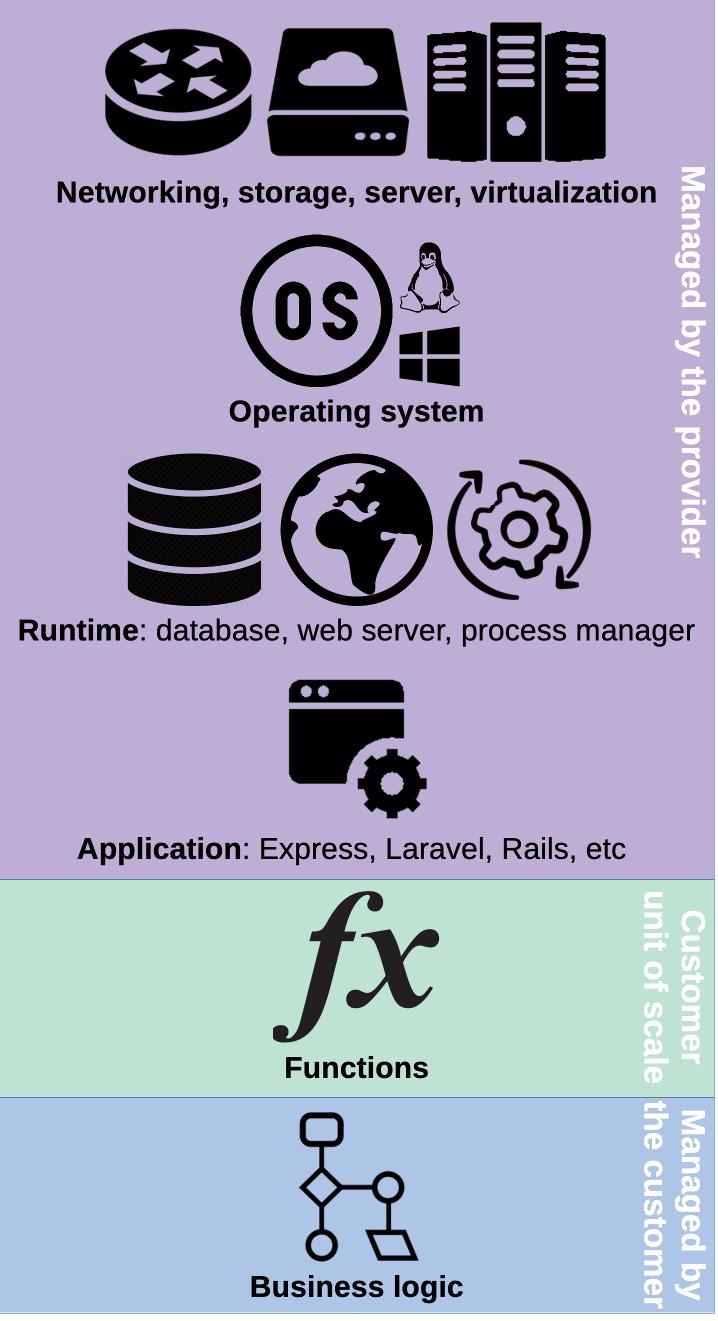 Networking, storage, server, virtualization
Managed by the provider
OS
Operating system
Runtime: database, web server, process manager
Application: Express, Laravel, Rails, etc
fx
Functions
Customer
unit of scale
Business logic
Managed by
the customer